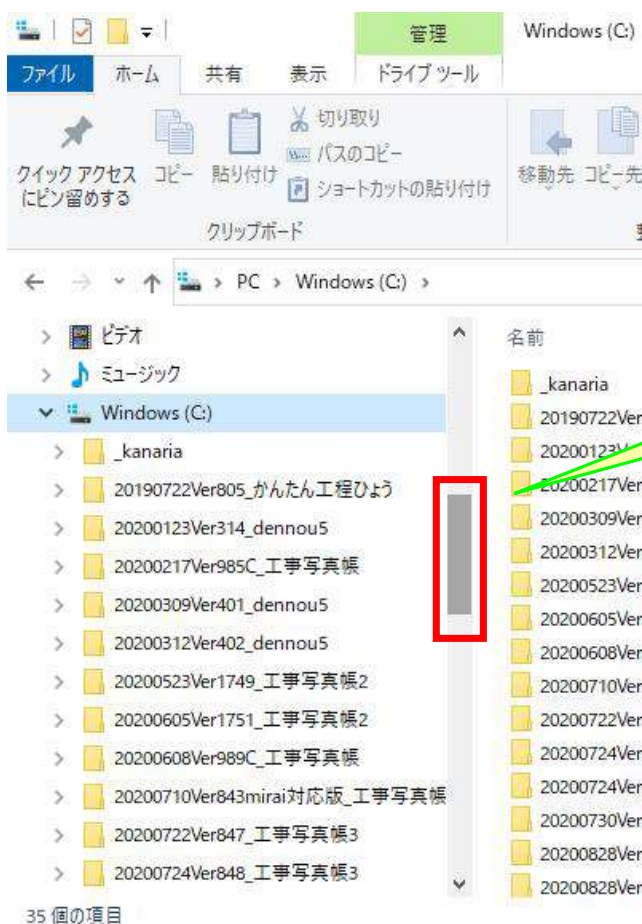 管理
Windows (C:)
ファイル
ホーム
共有
表示
ドライブ ツール
クイック アクセス
にピン留めする
コピー
貼り付け
切り取り
パスのコピー
ショートカットの貼り付け
移動先
コピー先
クリップボード
PC > Windows (C:) >
ビデオ
ミュージック
Windows (C:)
_kanaria
20190722Ver805_かんたん工程ひょう
20200123Ver314_dennou5
20200217Ver985C_工事写真帳
20200309Ver401_dennou5
20200312Ver402_dennou5
20200523Ver1749_工事写真帳2
20200605Ver1751_工事写真帳2
20200608Ver989C_工事写真帳
20200710Ver843mirai対応版_工事写真帳
20200722Ver847_工事写真帳3
20200724Ver848_工事写真帳3
35 個の項目
名前
_kanaria
20190722Ver
20200123Ver
20200217Ver
20200309Ver
20200312Ver
20200523Ver
20200605Ver
20200608Ver
20200710Ver
20200722Ver
20200724Ver
20200724Ver
20200730Ver
20200828Ver
20200828Ver